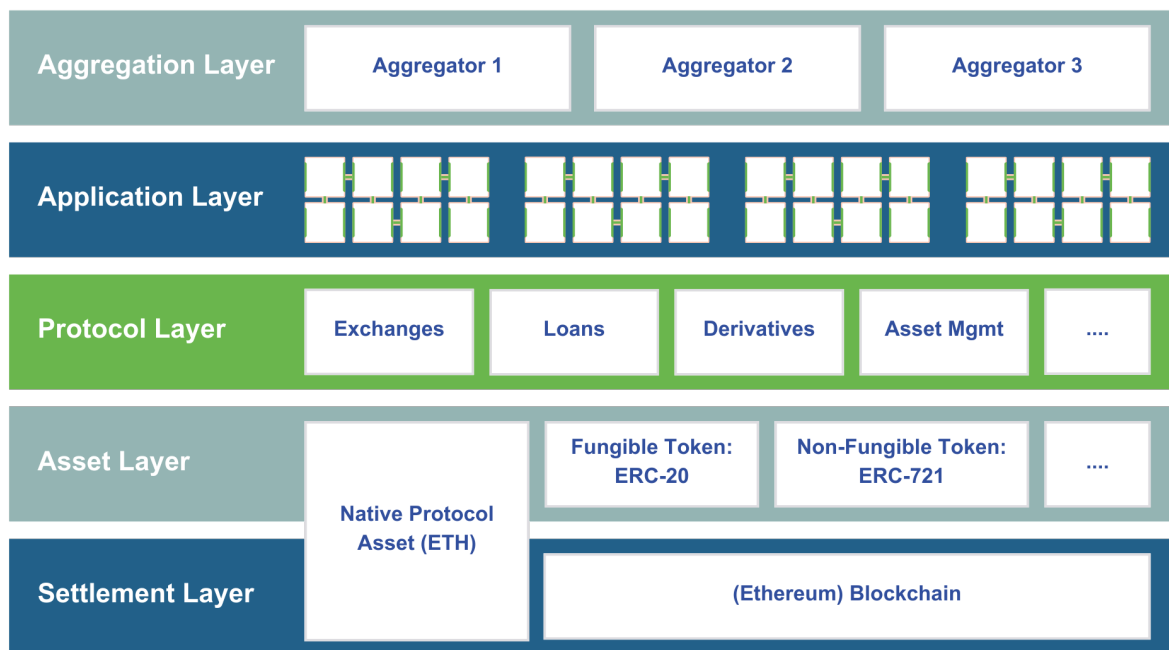 Aggregation Layer
Aggregator 1
Aggregator 2
Aggregator 3
Application Layer
Protocol Layer
Exchanges
Loans
Derivatives
Asset Mgmt
....
Asset Layer
Native Protocol
Asset (ETH)
Fungible Token:
ERC-20
Non-Fungible Token:
ERC-721
....
Settlement Layer
(Ethereum) Blockchain